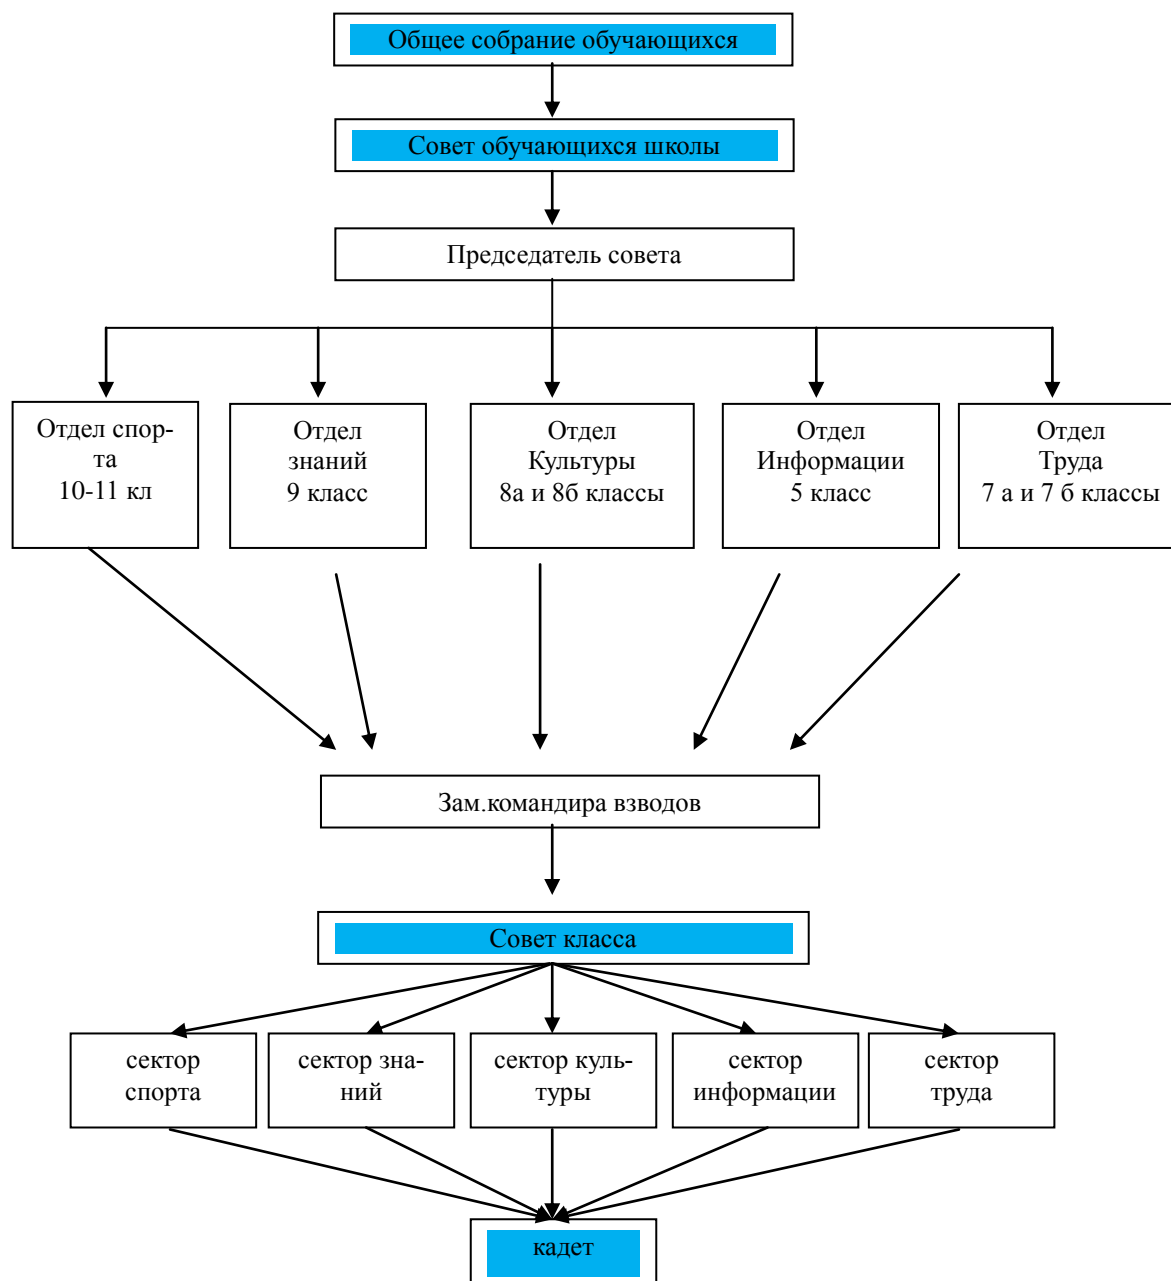 Общее собрание обучающихся
Совет обучающихся школы
Председатель совета
Отдел спор-
та
10-11 кл
Отдел
знаний
9 класс
Отдел
Культуры
8а и 8б классы
Отдел
Информации
5 класс
Отдел
Труда
7 а и 7 б классы
Зам.командира взводов
Совет класса
сектор
спорта
сектор зна-
ний
сектор куль-
туры
сектор
информации
сектор
труда
кадет